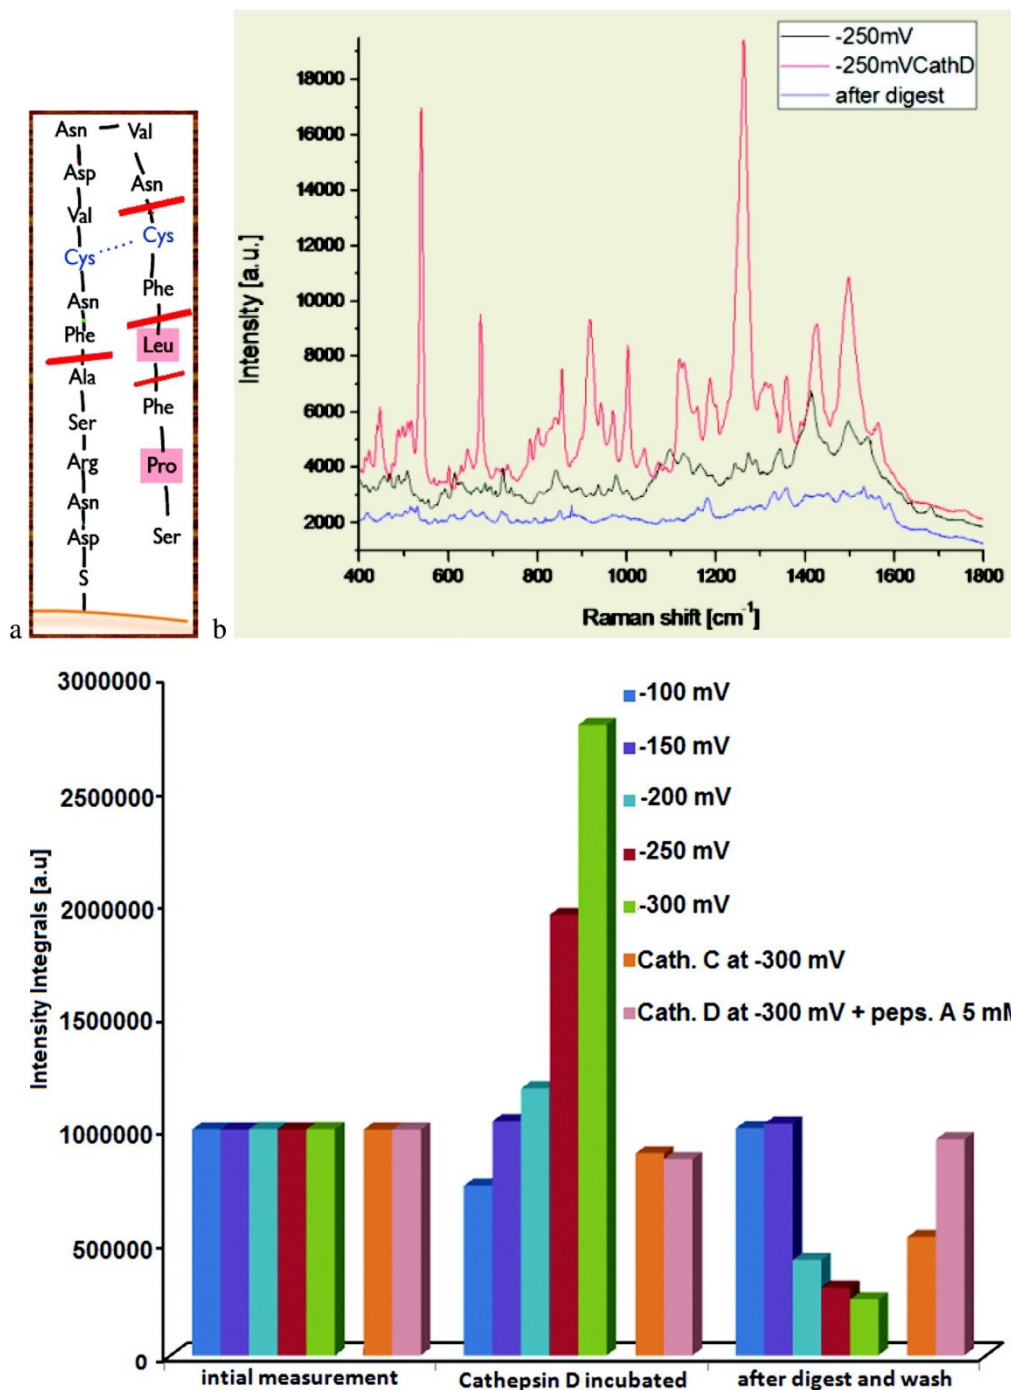 Asn Val
Asp
Asn
Val
Cys
Cys
Asn
Phe
Phe
Leu
Ala
Phe
Ser
Arg
Pro
Asn
Asp
Ser
S
a
b
-250mV
-250mVCathD
after digest
Intensity [a.u.]
18000
16000
14000
12000
10000
8000
6000
4000
2000
400 600 800 1000 1200 1400 1600 1800
Raman shift [cm⁻¹]
Intensity Integrals [a.u]
3000000
2500000
2000000
1500000
1000000
500000
0
-100 mV
-150 mV
-200 mV
-250 mV
-300 mV
Cath. C at -300 mV
Cath. D at -300 mV + peps. A 5 mM
intial measurement Cathepsin D incubated after digest and wash